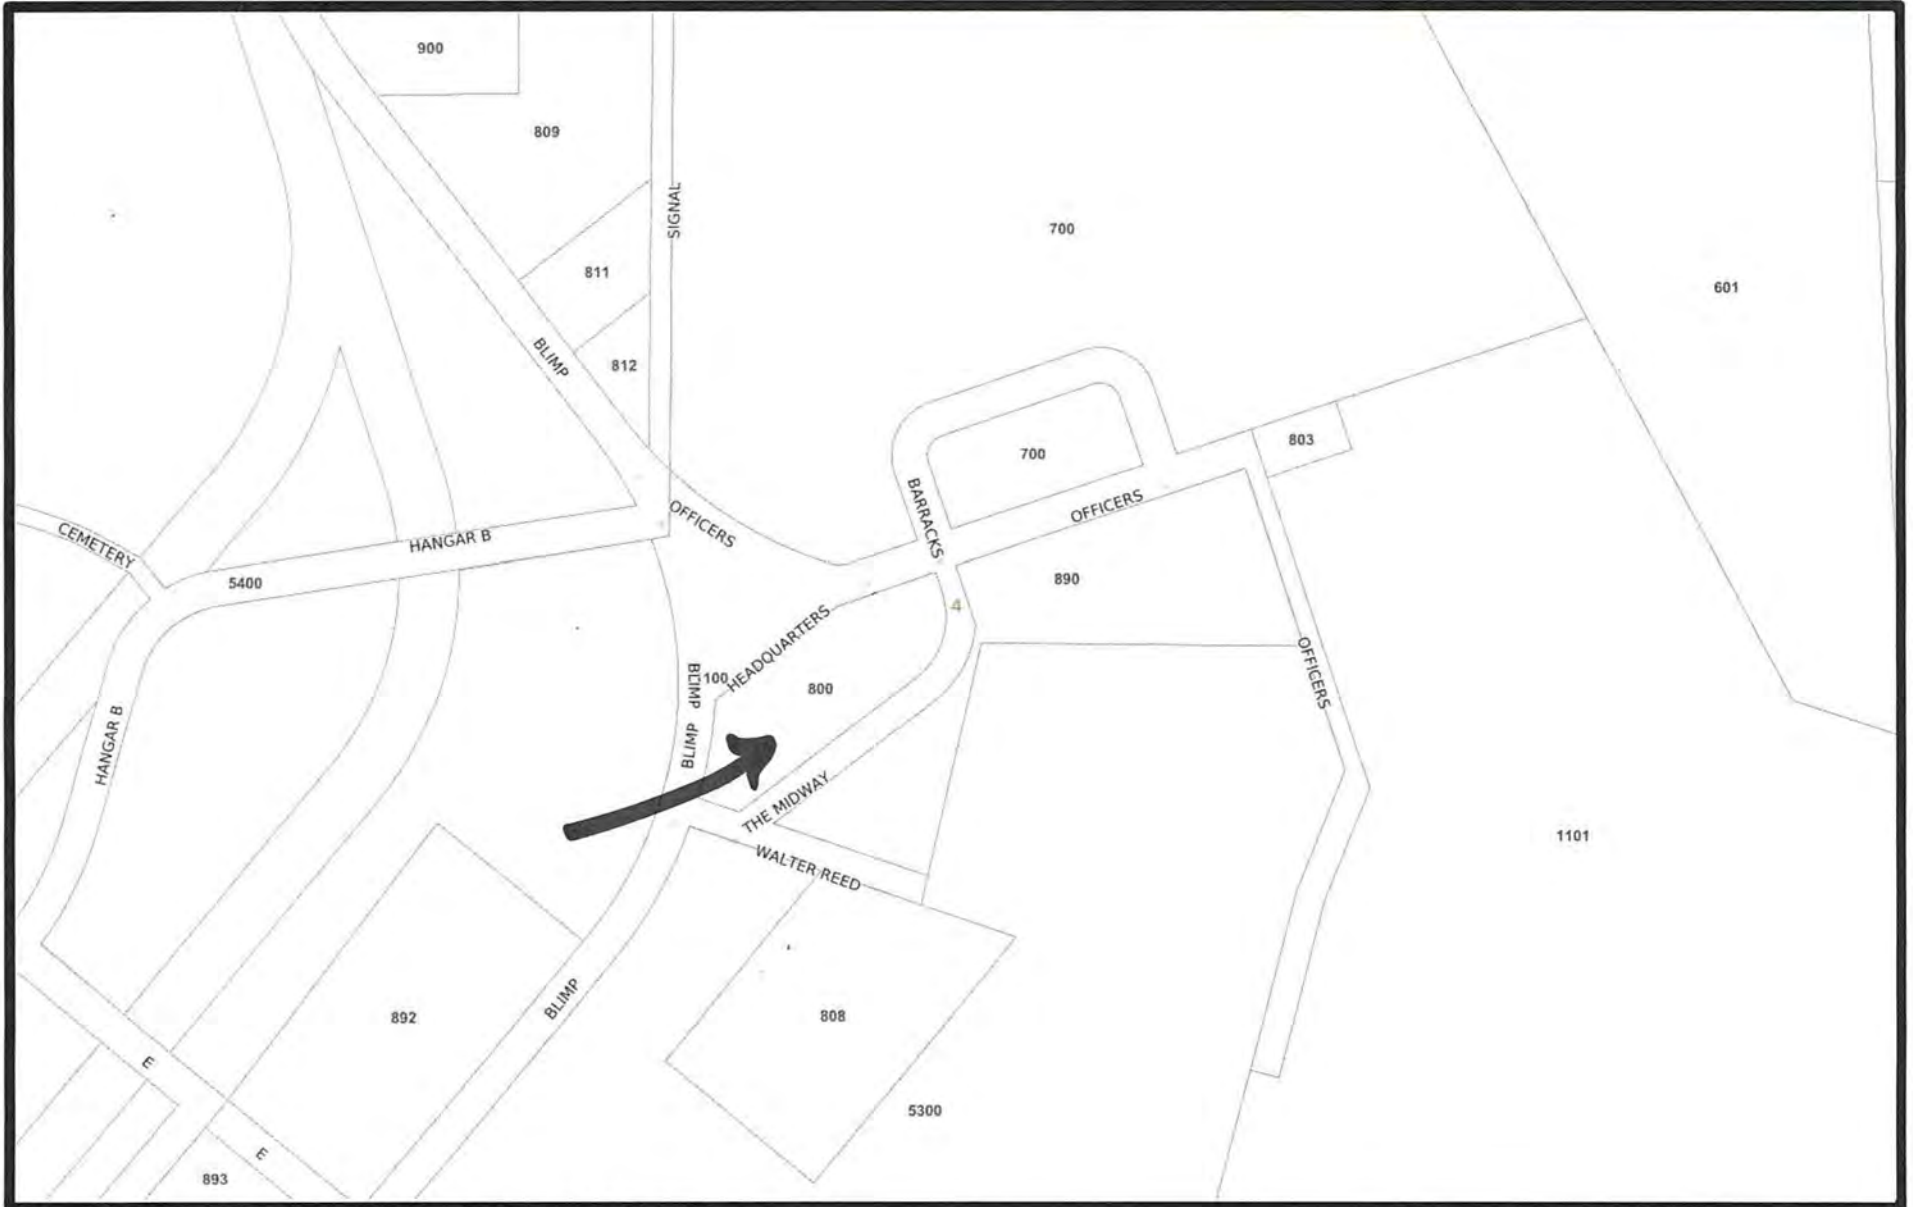 900
809
SIGNAL
700
811
601
BLIMP
812
803
700
BARRACKS
OFFICERS
OFFICERS
CEMETERY
HANGAR B
5400
890
4
HEADQUARTERS
OFFICERS
BLIMP
100
800
HANGAR B
BLIMP
THE MIDWAY
WALTER REED
1101
BLIMP
892
808
E
5300
E
893